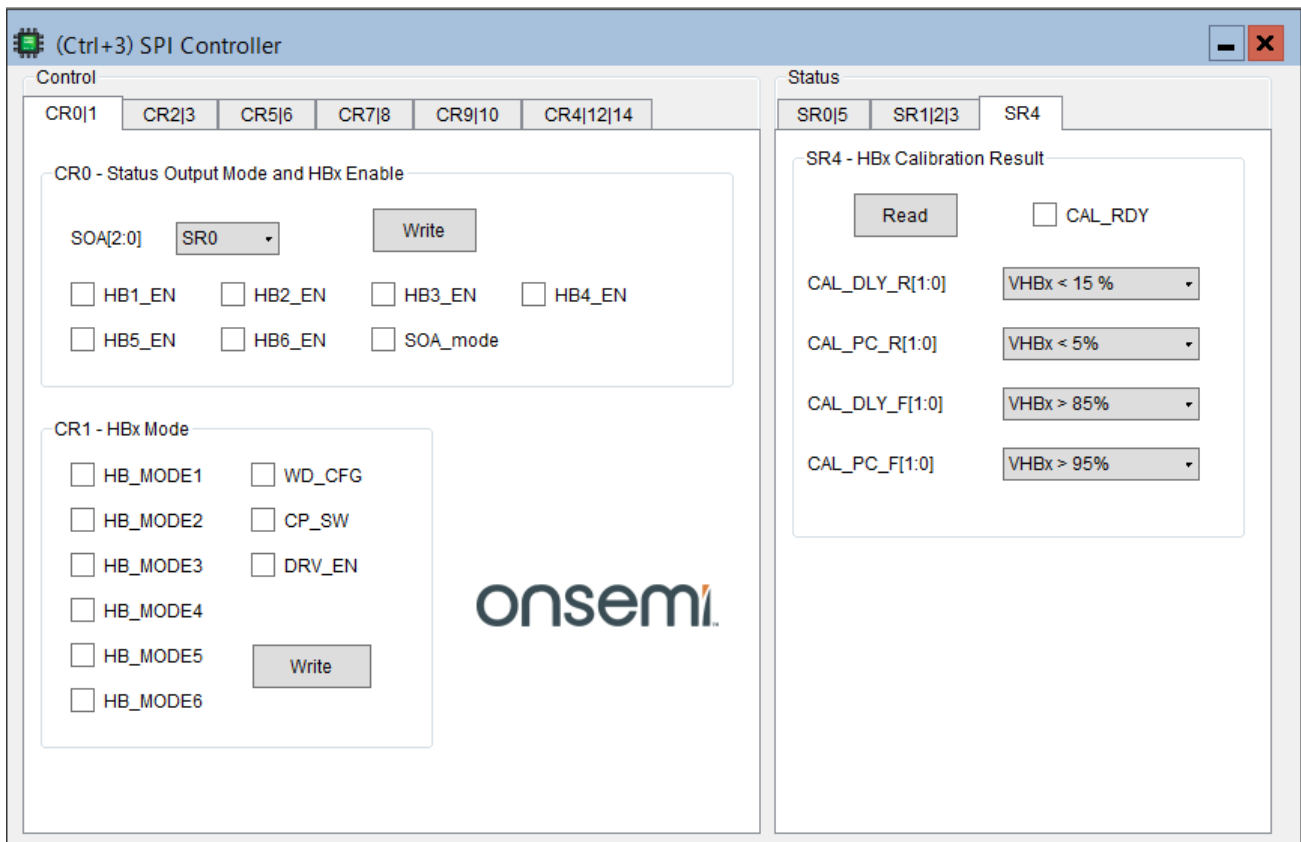 (Ctrl+3) SPI Controller
Control
CR0|1 CR2|3 CR5|6 CR7|8 CR9|10 CR4|12|14
CR0 - Status Output Mode and HBx Enable
SOA[2:0] SR0 Write
HB1_EN HB2_EN HB3_EN HB4_EN
HB5_EN HB6_EN SOA_mode
CR1 - HBx Mode
HB_MODE1 WD_CFG
HB_MODE2 CP_SW
HB_MODE3 DRV_EN
HB_MODE4
HB_MODE5 Write
HB_MODE6
onsemi
Status
SR0|5 SR1|2|3 SR4
SR4 - HBx Calibration Result
Read CAL_RDY
CAL_DLY_R[1:0] VHBx < 15 %
CAL_PC_R[1:0] VHBx < 5%
CAL_DLY_F[1:0] VHBx > 85%
CAL_PC_F[1:0] VHBx > 95%